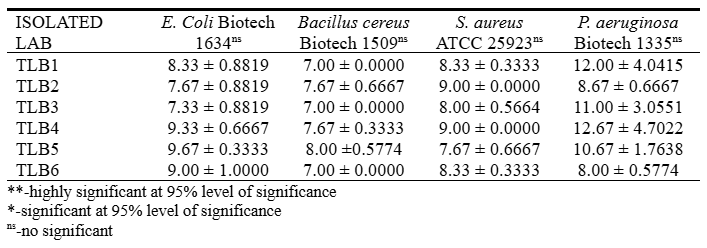 ISOLATED E. Coli Biotech Bacillus cereus S. aureus P. aeruginosa
LAB 1634ns Biotech 1509ns ATCC 25923ns Biotech 1335ns
TLB1 8.33 ± 0.8819 7.00 ± 0.0000 8.33 ± 0.3333 12.00 ± 4.0415
TLB2 7.67 ± 0.8819 7.67 ± 0.6667 9.00 ± 0.0000 8.67 ± 0.6667
TLB3 7.33 ± 0.8819 7.00 ± 0.0000 8.00 ± 0.5664 11.00 ± 3.0551
TLB4 9.33 ± 0.6667 7.67 ± 0.3333 9.00 ± 0.0000 12.67 ± 4.7022
TLB5 9.67 ± 0.3333 8.00 ±0.5774 7.67 ± 0.6667 10.67 ± 1.7638
TLB6 9.00 ± 1.0000 7.00 ± 0.0000 8.33 ± 0.3333 8.00 ± 0.5774
**-highly significant at 95% level of significance
*-significant at 95% level of significance
ns-no significant